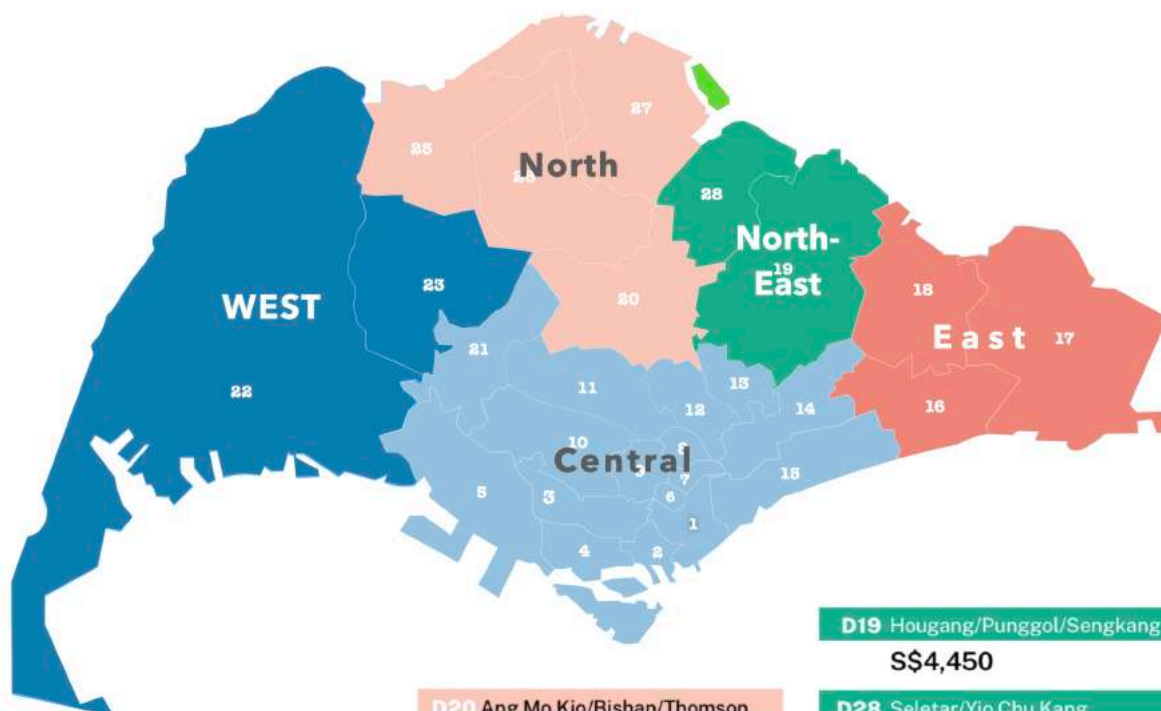 27
25
North
26
28
North-
19
East
23
WEST
20
18
East
17
21
22
11
13
12
14
16
10
8
Central
9
7
15
5
3
6
1
4
2
D19 Hougang/Punggol/Sengkang
S$4,450
D20 Ang Mo Kio/Bishan/Thomson
D28 Seletar/Yio Chu Kang